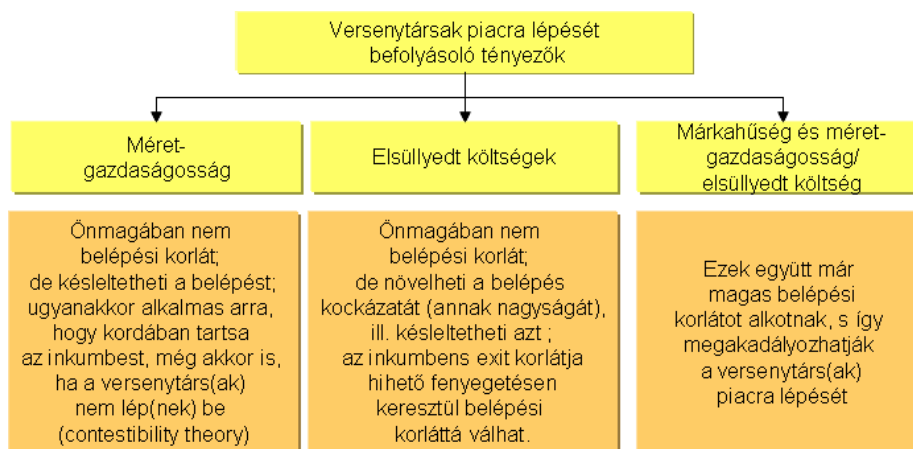 Versenytársak piacra lépését
befolyásoló tényezők
Méret-
gazdaságosság
Elsüllyedt költségek
Márkahűség és méret-
gazdaságosság/
elsüllyedt költség
Önmagában nem
belépési korlát;
de késleltetheti a belépést;
ugyanakkor alkalmas arra,
hogy kordában tartsa
az inkumbest, még akkor is,
ha a versenytárs(ak)
nem lép(nek) be
(contestibility theory)
Önmagában nem
belépési korlát;
de növelheti a belépés
kockázatát (annak nagyságát),
ill. késleltetheti azt ;
az inkumbens exit korlátja
hihető fenyegetésen
keresztül belépési
korláttá válhat.
Ezek együtt már
magas belépési
korlátot alkotnak, s így
megakadályozhatják
a versenytárs(ak)
piacra lépését